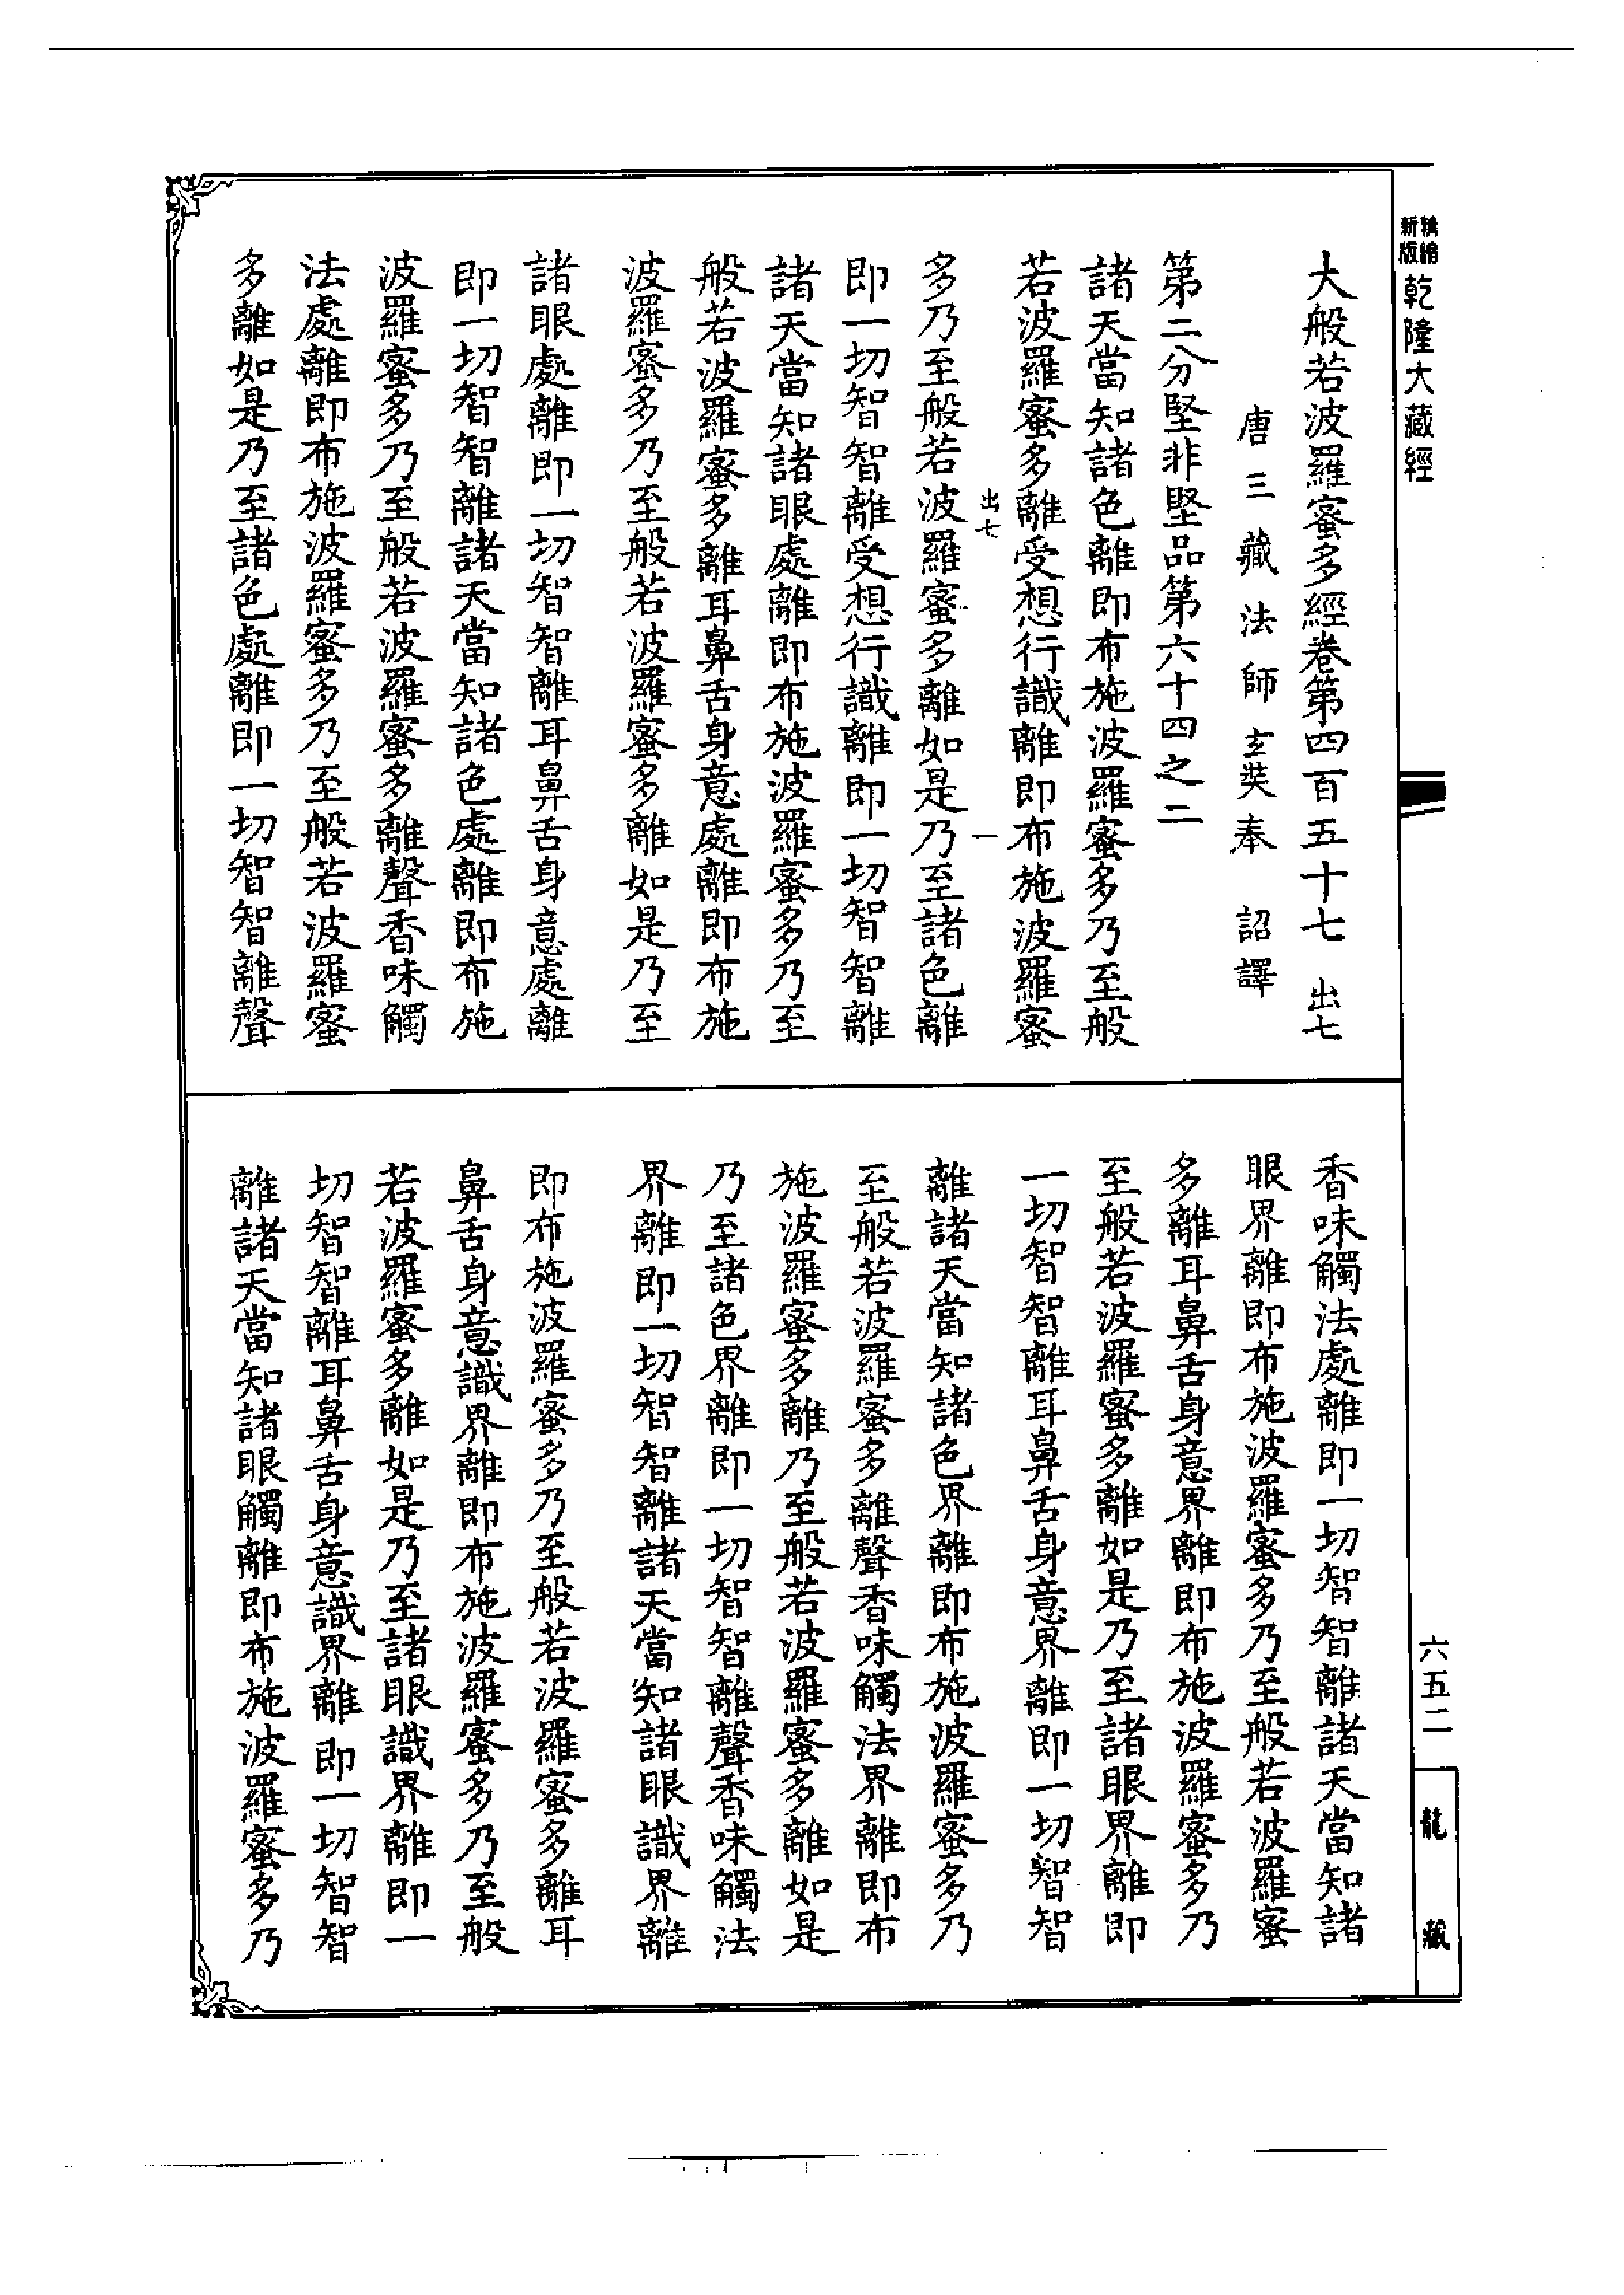 精編
新版
乾隆大藏經
大般若波羅蜜多經卷第四百五十七 出七
唐三藏法師玄奘奉 詔譯
第二分堅非堅品第六十四之二
諸天當知諸色離即布施波羅蜜多乃至般
若波羅蜜多離受想行識離即布施波羅蜜
出七 一
多乃至般若波羅蜜多離如是乃至諸色離
即一切智智離受想行識離即一切智智離
諸天當知諸眼處離即布施波羅蜜多乃至
般若波羅蜜多離耳鼻舌身意處離即布施
波羅蜜多乃至般若波羅蜜多離如是乃至
諸眼處離即一切智智離耳鼻舌身意處離
即一切智智離諸天當知諸色處離即布施
波羅蜜多乃至般若波羅蜜多離聲香味觸
法處離即布施波羅蜜多乃至般若波羅蜜
多離如是乃至諸色處離即一切智智離聲
香味觸法處離即一切智智離諸天當知諸
眼界離即布施波羅蜜多乃至般若波羅蜜
多離耳鼻舌身意界離即布施波羅蜜多乃
至般若波羅蜜多離如是乃至諸眼界離即
一切智智離耳鼻舌身意界離即一切智智
離諸天當知諸色界離即布施波羅蜜多乃
至般若波羅蜜多離聲香味觸法界離即布
施波羅蜜多離乃至般若波羅蜜多離如是
乃至諸色界離即一切智智離聲香味觸法
界離即一切智智離諸天當知諸眼識界離
即布施波羅蜜多乃至般若波羅蜜多離耳
鼻舌身意識界離即布施波羅蜜多乃至般
若波羅蜜多離如是乃至諸眼識界離即一
切智智離耳鼻舌身意識界離即一切智智
離諸天當知諸眼觸離即布施波羅蜜多乃
六五二
龍藏